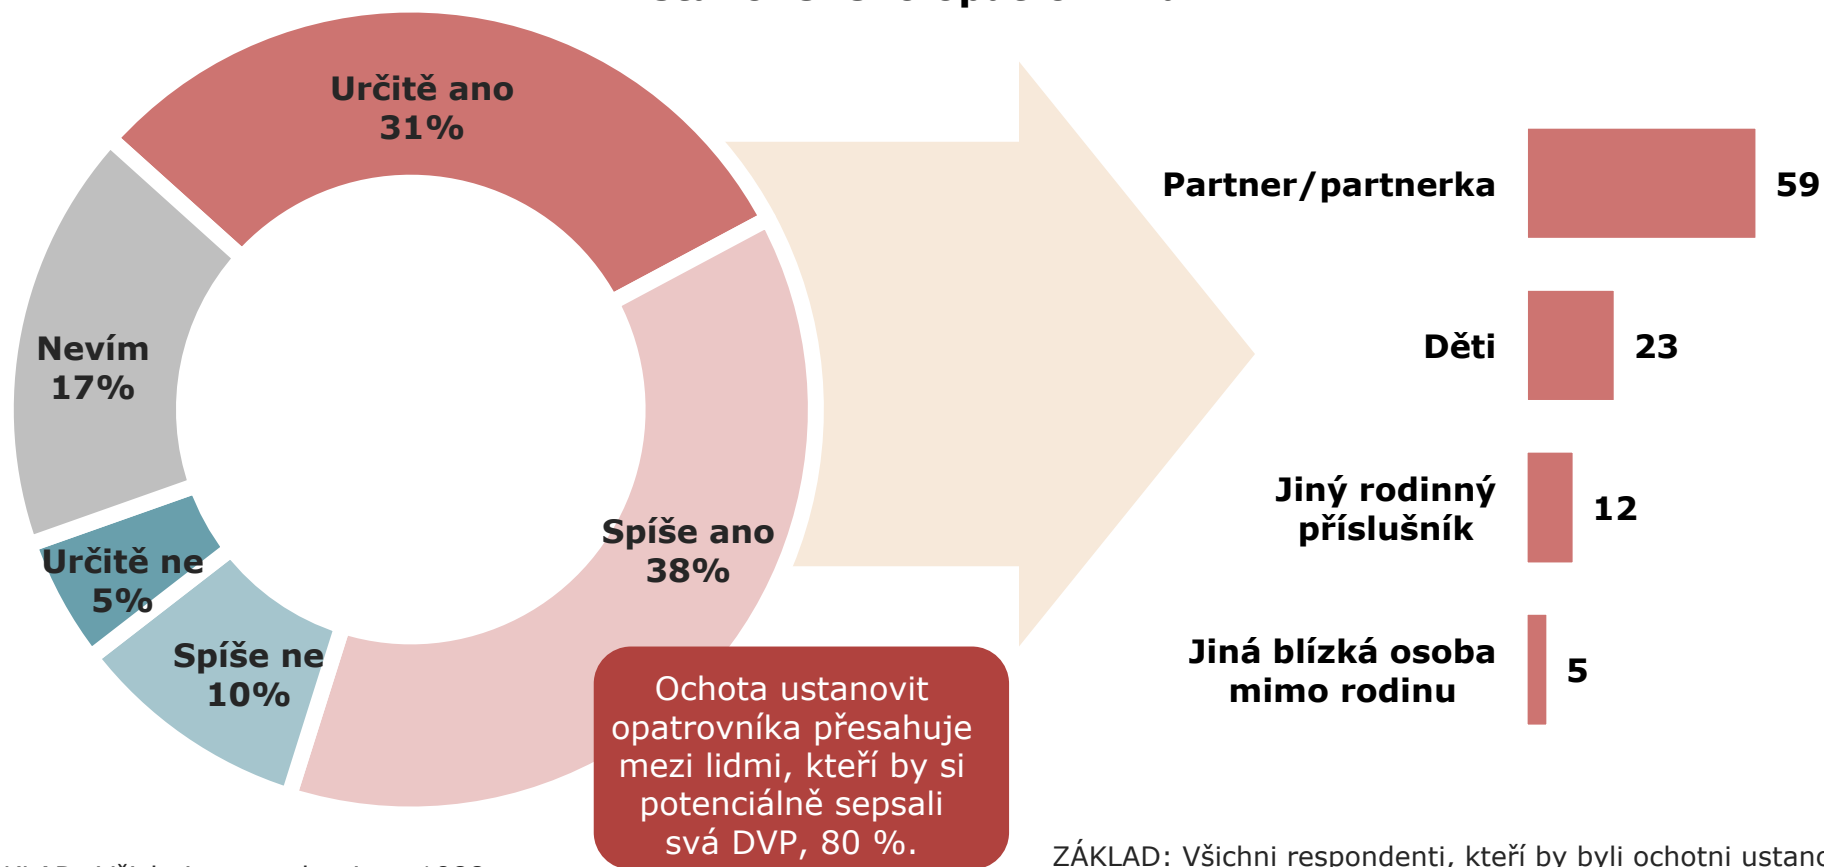 Určitě ano
31%
Nevím
17%
Určitě ne
5%
Spíše ne
10%
Spíše ano
38%
Ochota ustanovit
opatrovníka přesahuje
mezi lidmi, kteří by si
potenciálně sepsali
svá DVP, 80 %.
Partner/partnerka
59
Děti
23
Jiný rodinný
příslušník
12
Jiná blízká osoba
mimo rodinu
5
ZÁKLAD: Všichni respondenti, kteří by byli ochotni